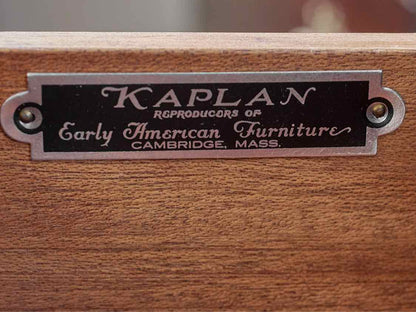 KAPLAN
REPRODUCERS OF
Early American Furniture
CAMBRIDGE, MASS.